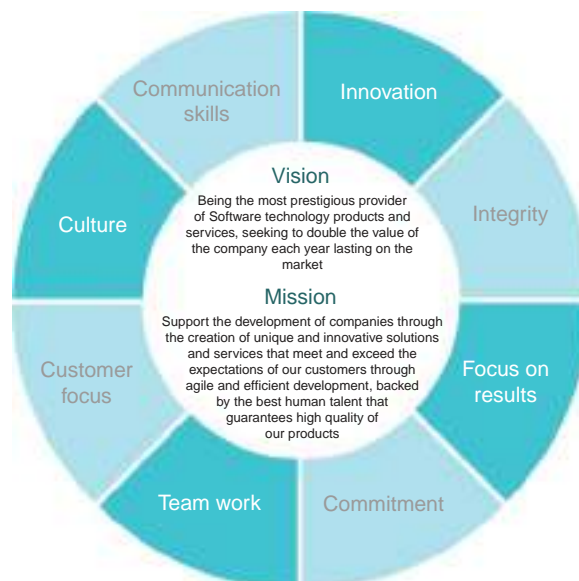 Communication
skills
Innovation
Integrity
Focus on
results
Commitment
Team work
Customer
focus
Culture
Vision
Being the most prestigious provider
of Software technology products and
services, seeking to double the value of
the company each year lasting on the
market
Mission
Support the development of companies through
the creation of unique and innovative solutions
and services that meet and exceed the
expectations of our customers through
agile and efficient development, backed
by the best human talent that
guarantees high quality of
our products